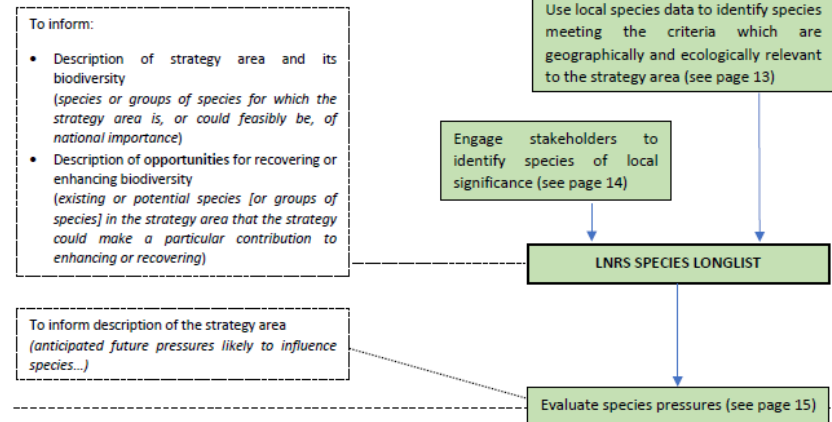 To inform:
• Description of strategy area and its
biodiversity
(species or groups of species for which the
strategy area is, or could feasibly be, of
national importance)
• Description of opportunities for recovering or
enhancing biodiversity
(existing or potential species [or groups of
species] in the strategy area that the strategy
could make a particular contribution to
enhancing or recovering)
Use local species data to identify species
meeting the criteria which are
geographically and ecologically relevant
to the strategy area (see page 13)
Engage stakeholders to
identify species of local
significance (see page 14)
LNRS SPECIES LONGLIST
To inform description of the strategy area
(anticipated future pressures likely to influence
species...)
Evaluate species pressures (see page 15)